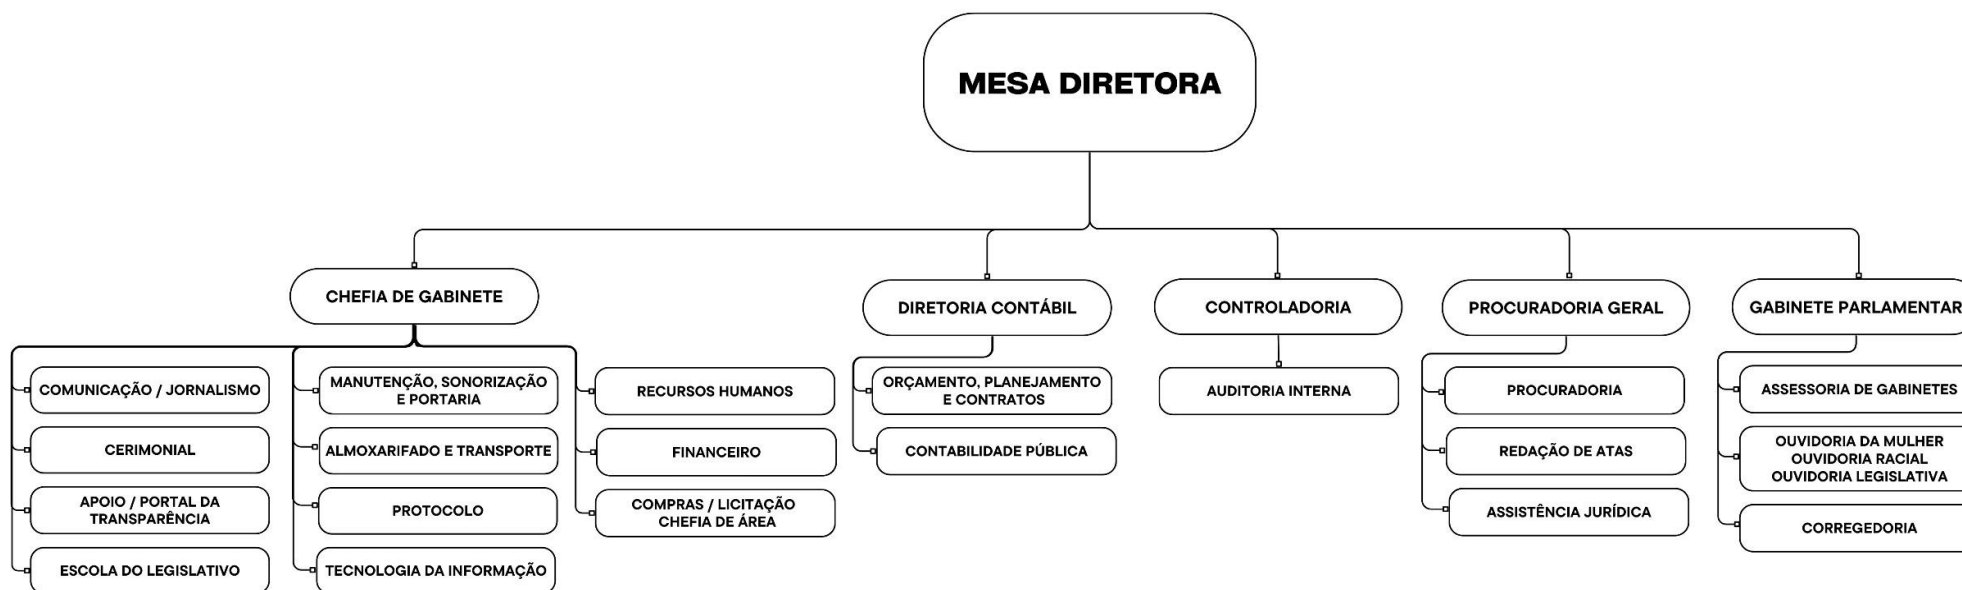 MESA DIRETORA
CHEFIA DE GABINETE
COMUNICAÇÃO / JORNALISMO
CERIMONIAL
APOIO / PORTAL DA
TRANSPARÊNCIA
ESCOLA DO LEGISLATIVO
MANUTENÇÃO, SONORIZAÇÃO
E PORTARIA
ALMOXARIFADO E TRANSPORTE
PROTOCOLO
TECNOLOGIA DA INFORMAÇÃO
RECURSOS HUMANOS
FINANCEIRO
COMPRAS / LICITAÇÃO
CHEFIA DE ÁREA
DIRETORIA CONTÁBIL
ORÇAMENTO, PLANEJAMENTO
E CONTRATOS
CONTABILIDADE PÚBLICA
CONTROLADORIA
AUDITORIA INTERNA
PROCURADORIA GERAL
PROCURADORIA
REDAÇÃO DE ATAS
ASSISTÊNCIA JURÍDICA
GABINETE PARLAMENTAR
ASSESSORIA DE GABINETES
OUVIDORIA DA MULHER
OUVIDORIA RACIAL
OUVIDORIA LEGISLATIVA
CORREGEDORIA